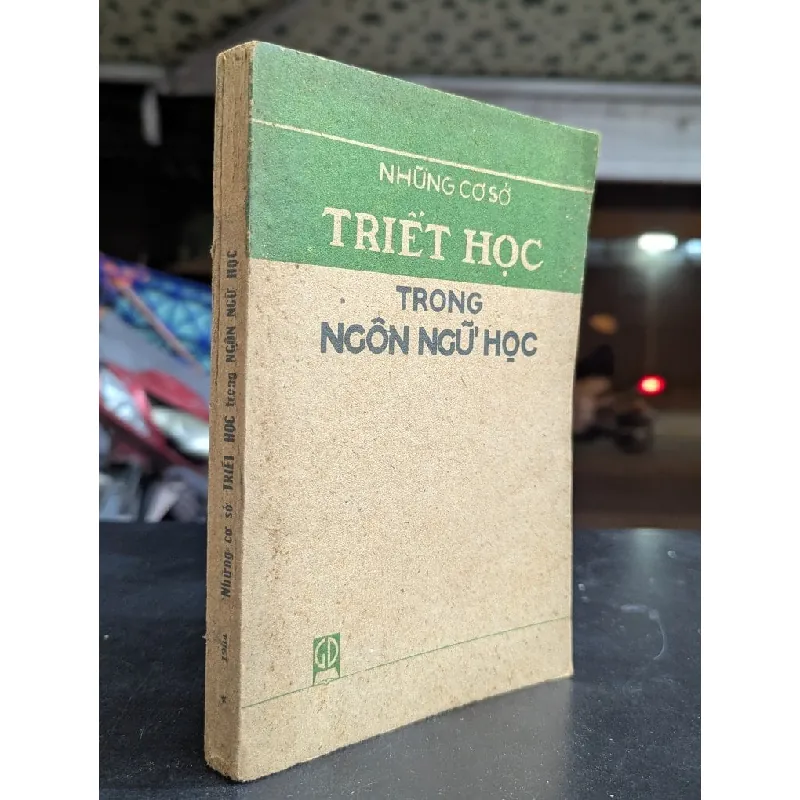 NHỮNG CƠ SỞ
TRIẾT HỌC
TRONG
NGÔN NGỮ HỌC
GD
Những cơ sở TRIẾT HỌC trong NGÔN NGỮ HỌC